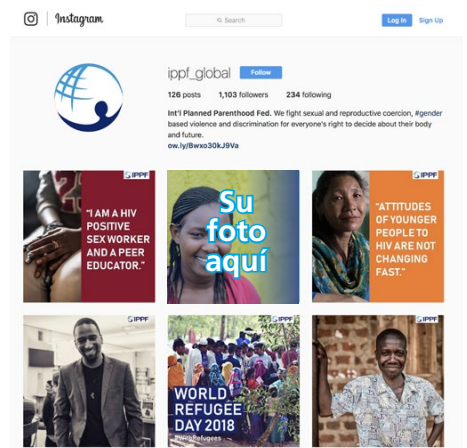 Instagram
Search
Log In
Sign Up
ippf_global
Follow
126 posts 1,103 followers 234 following
Int'l Planned Parenthood Fed. We fight sexual and reproductive coercion, #gender
based violence and discrimination for everyone's right to decide about their body
and future.
ow.ly/Bwxo30kJ9Va
IPPF
"I AM A HIV
POSITIVE
SEX WORKER
AND A PEER
EDUCATOR."
Su
foto
aquí
IPPF
"ATTITUDES
OF YOUNGER
PEOPLE TO
HIV ARE NOT
CHANGING
FAST."
IPPF
IPPF
WORLD
REFUGEE
DAY 2018
#WithRefugees
IPPF